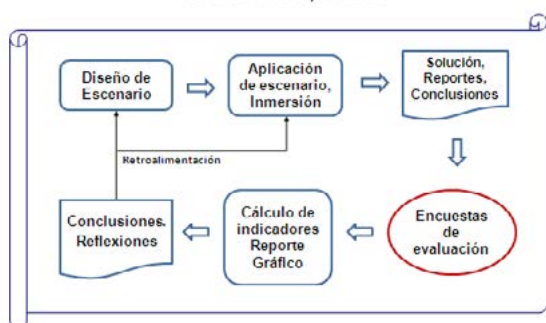 Diseño de
Escenario
Aplicación
de escenario,
Inmersión
Solución,
Reportes,
Conclusiones
Retroalimentación
Conclusiones.
Reflexiones
Cálculo de
indicadores
Reporte
Gráfico
Encuestas
de
evaluación